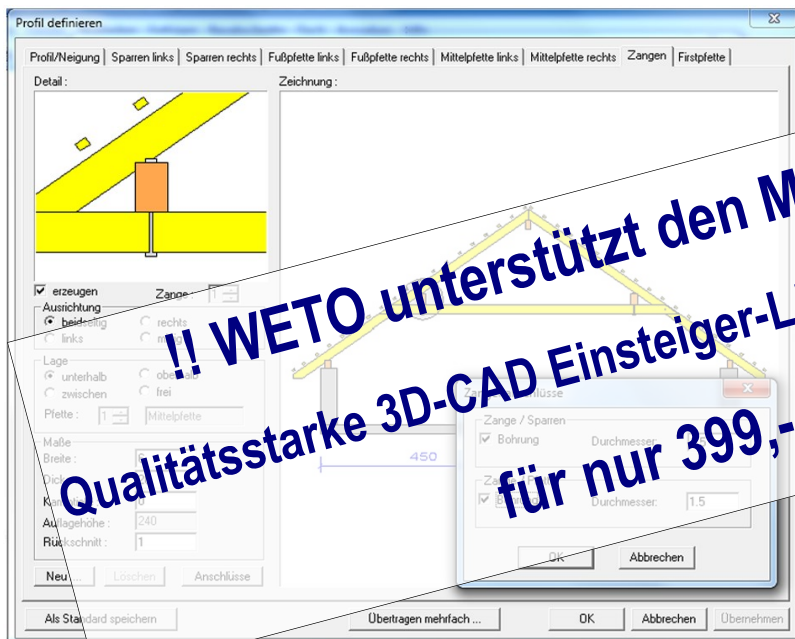 Profil definieren
Profil/Neigung Sparren links Sparren rechts Fußpfette links Fußpfette rechts Mittelpfette links Mittelpfette rechts Zangen Firstpfette
Detail :
Zeichnung :
erzeugen
Zange :
1
Ausrichtung
beidseitig
rechts
links
Lage
unterhalb
oberhalb
zwischen
frei
Pfette :
1
Mittelpfette
Maße
Breite :
Auflagehöhe :
240
Rückschnitt :
1
Neu ...
Löschen
Anschlüsse
450
!! WETO unterstützt den
Qualitätsstarke 3D-CAD
für nur 399,-
Zange / Sparren
Bohrung
Durchmesser:
Durchmesser:
1.5
OK
Abbrechen
Als Standard speichern
Übertragen mehrfach ...
OK
Abbrechen
Übernehmen